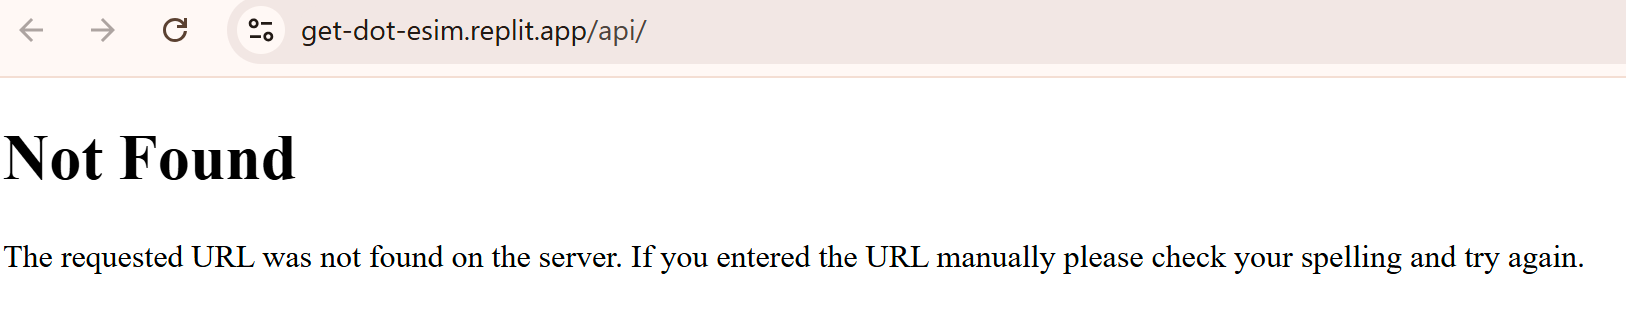 get-dot-esim.replit.app/api/
Not Found
The requested URL was not found on the server. If you entered the URL manually please check your spelling and try again.